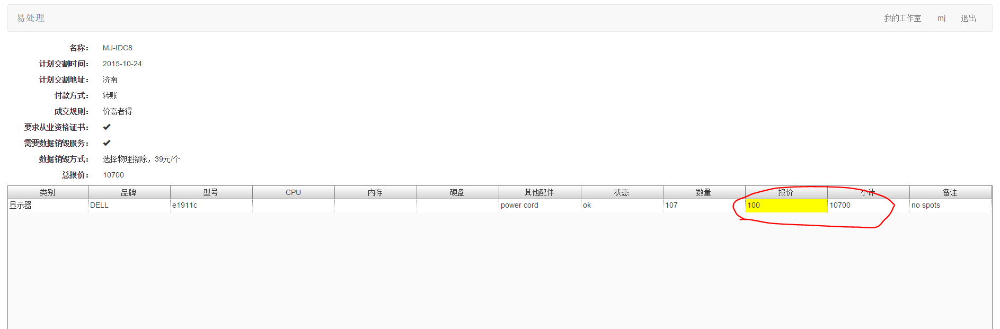 易处理 我的工作室 mj 退出
名称： MJ-IDC8
计划交割时间： 2015-10-24
计划交割地址： 济南
付款方式： 转账
成交规则： 价高者得
要求从业资格证书： ✔
需要数据销毁服务： ✔
数据销毁方式： 选择物理擦除，39元/个
总报价： 10700
类别 品牌 型号 CPU 内存 硬盘 其他配件 状态 数量 报价 小计 备注
显示器 DELL e1911c power cord ok 107 100 10700 no spots